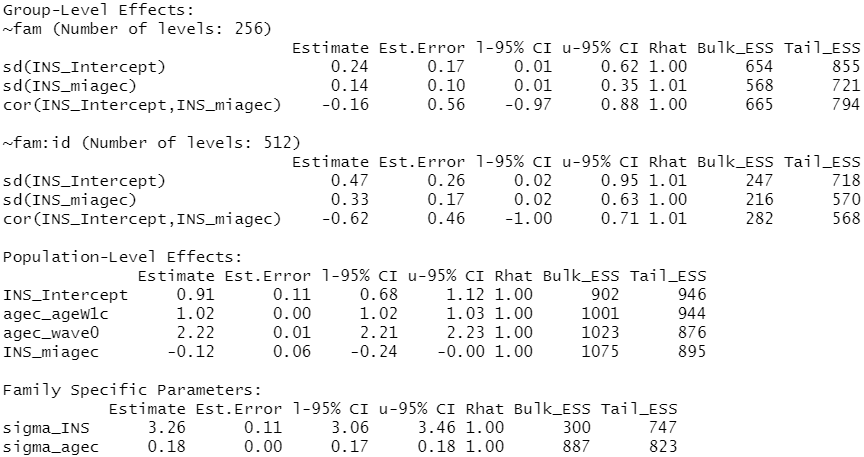 Group-Level Effects:
~fam (Number of levels: 256)
Estimate Est.Error l-95% CI u-95% CI Rhat Bulk_ESS Tail_ESS
sd(INS_Intercept) 0.24 0.17 0.01 0.62 1.00 654 855
sd(INS_miagec) 0.14 0.10 0.01 0.35 1.01 568 721
cor(INS_Intercept,INS_miagec) -0.16 0.56 -0.97 0.88 1.00 665 794
~fam:id (Number of levels: 512)
Estimate Est.Error l-95% CI u-95% CI Rhat Bulk_ESS Tail_ESS
sd(INS_Intercept) 0.47 0.26 0.02 0.95 1.01 247 718
sd(INS_miagec) 0.33 0.17 0.02 0.63 1.01 216 570
cor(INS_Intercept,INS_miagec) -0.62 0.46 -1.00 0.71 1.01 282 568
Population-Level Effects:
Estimate Est.Error l-95% CI u-95% CI Rhat Bulk_ESS Tail_ESS
INS_Intercept 0.91 0.11 0.68 1.12 1.00 902 946
agec_ageW1c 1.02 0.00 1.02 1.03 1.00 1001 944
agec_wave0 2.22 0.01 2.21 2.23 1.00 1023 876
INS_miagec -0.12 0.06 -0.24 -0.00 1.00 1075 895
Family Specific Parameters:
Estimate Est.Error l-95% CI u-95% CI Rhat Bulk_ESS Tail_ESS
sigma_INS 3.26 0.11 3.06 3.46 1.00 300 747
sigma_agec 0.18 0.00 0.17 0.18 1.00 887 823